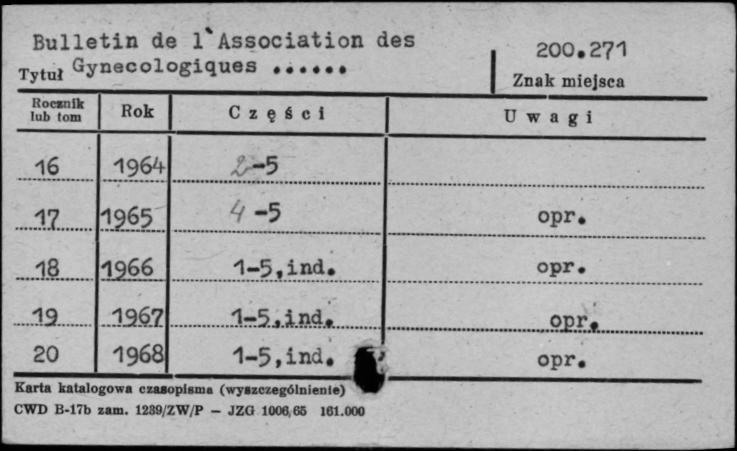 Bulletin de l'Association des
Tytuł Gynecologiques ......
200.271
Znak miejsca
Rocznik lub tom Rok Części Uwagi
16 1964 2-5
17 1965 4-5 opr.
18 1966 1-5,ind. opr.
19 1967 1-5,ind. opr.
20 1968 1-5,ind. opr.
Karta katalogowa czasopisma (wyszczególnienie)
CWD B-17b zam. 1239/ZW/P - JZG 1006/65 161.000